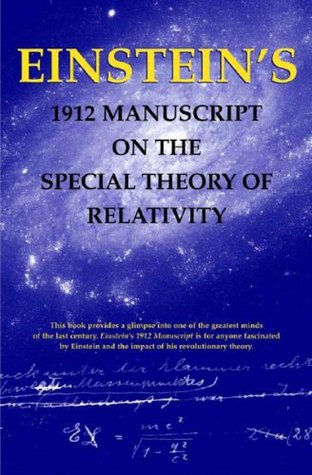 EINSTEIN'S
1912 MANUSCRIPT
ON THE
SPECIAL THEORY OF
RELATIVITY
This book provides a glimpse into one of the greatest minds
of the last century. Einstein's 1912 Manuscript is for anyone fascinated
by Einstein and the impact of his revolutionary theory.
der Klammer